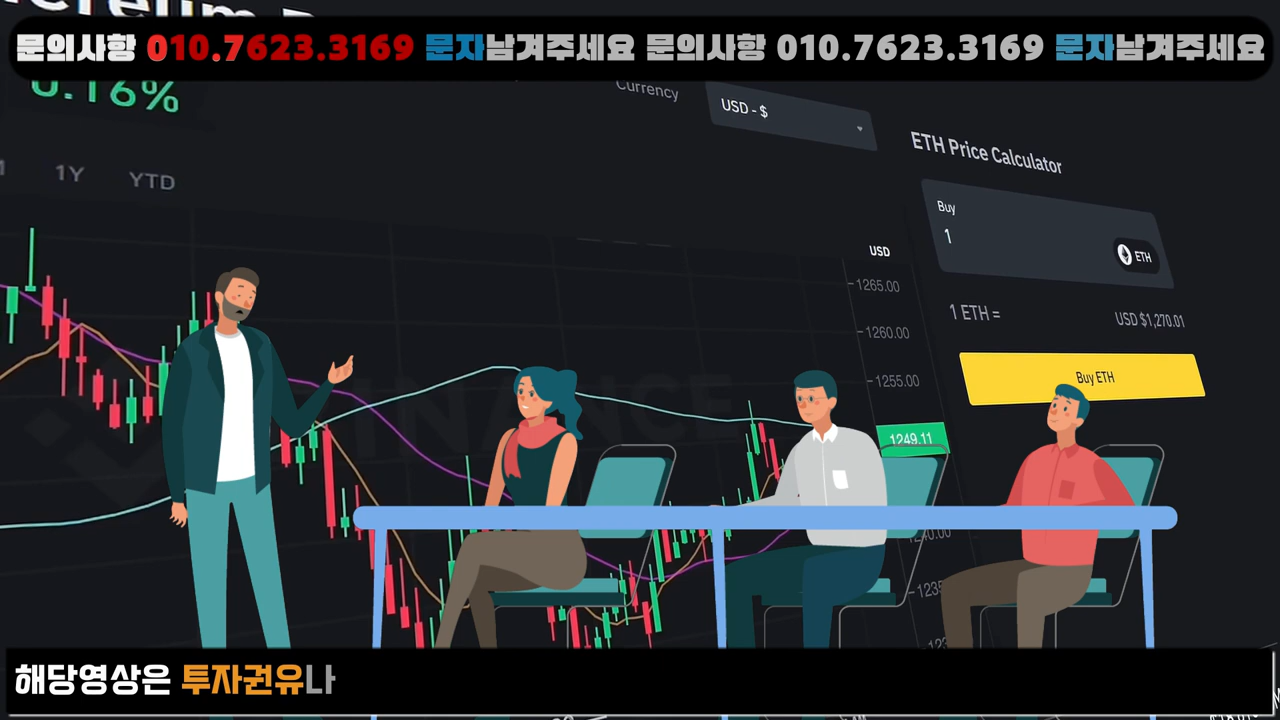 문의사항 010.7623.3169 문자남겨주세요 문의사항 010.7623.3169 문자남겨주세요
0.16%
Currency
USD - $
ETH Price Calculator
1Y YTD
Buy
1
ETH
USD
1265.00
1 ETH =
USD $1,270.01
1260.00
Buy ETH
1255.00
BINANCE
1249.11
1240.00
해당영상은 투자권유나